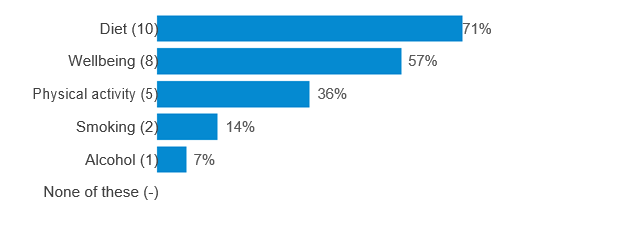 Diet (10) 71%
Wellbeing (8) 57%
Physical activity (5) 36%
Smoking (2) 14%
Alcohol (1) 7%
None of these (-)